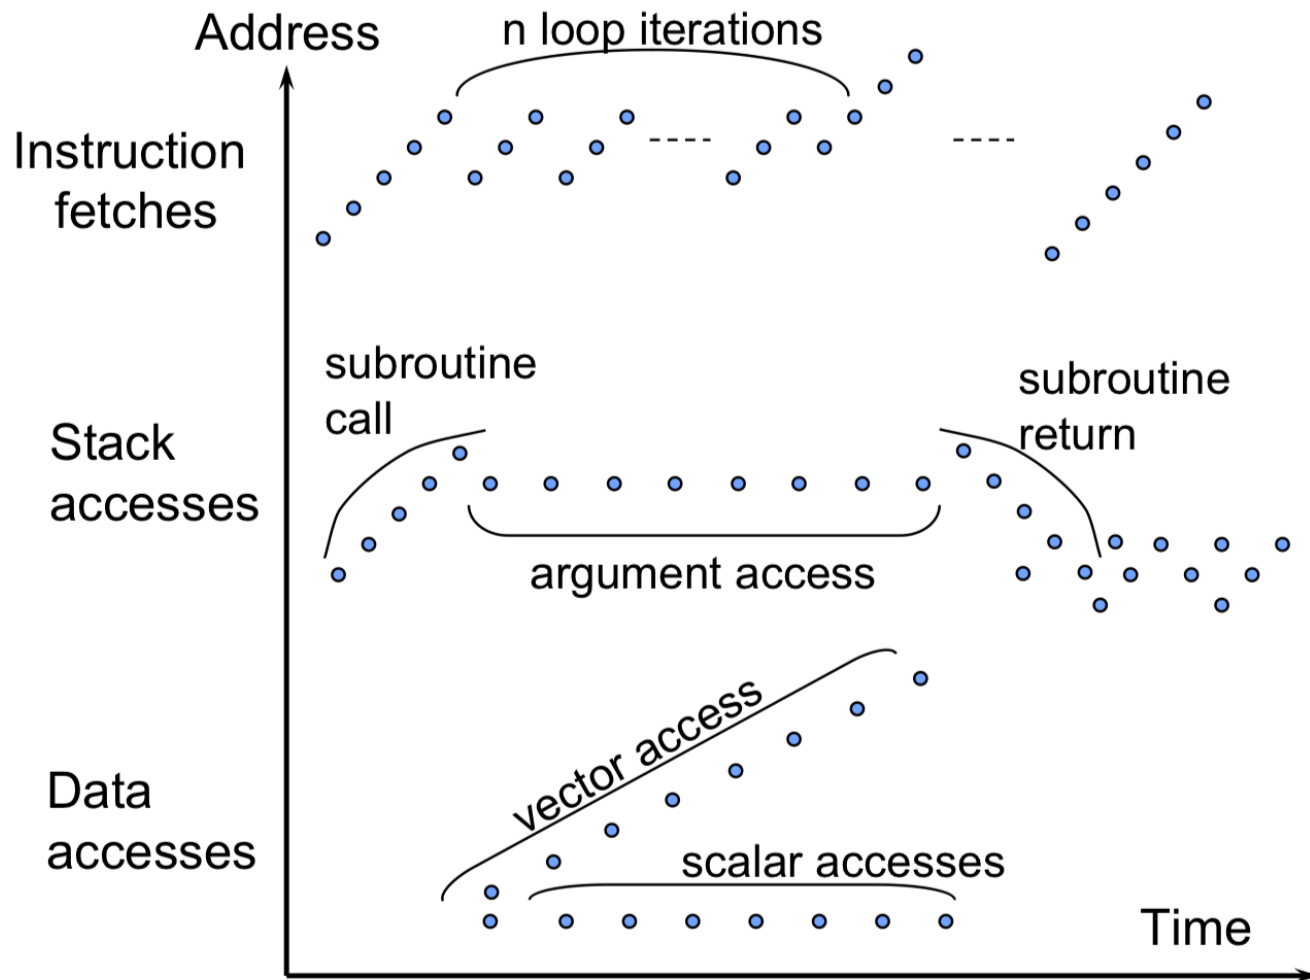 Address
n loop iterations
Instruction
fetches
subroutine
call
subroutine
return
Stack
accesses
argument access
vector access
Data
accesses
scalar accesses
Time